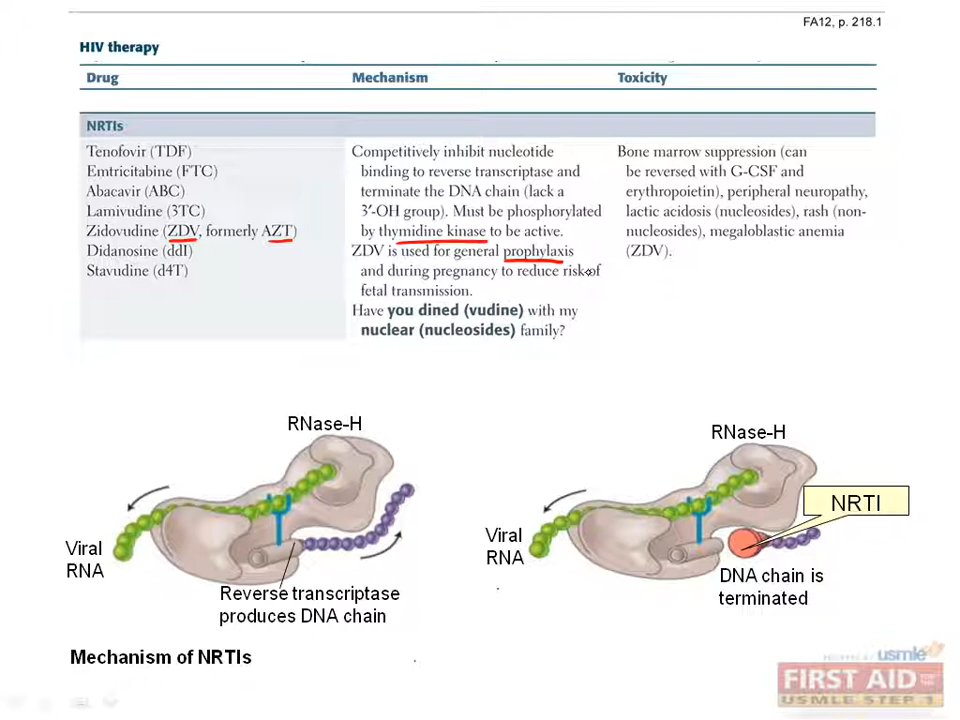 FA12, p. 218.1
HIV therapy
Drug Mechanism Toxicity
NRTIs
Tenofovir (TDF)
Emtricitabine (FTC)
Abacavir (ABC)
Lamivudine (3TC)
Zidovudine (ZDV, formerly AZT)
Didanosine (ddI)
Stavudine (d4T)
Competitively inhibit nucleotide
binding to reverse transcriptase and
terminate the DNA chain (lack a
3′-OH group). Must be phosphorylated
by thymidine kinase to be active.
ZDV is used for general prophylaxis
and during pregnancy to reduce risk of
fetal transmission.
Have you dined (vudine) with my
nuclear (nucleosides) family?
Bone marrow suppression (can
be reversed with G-CSF and
erythropoietin), peripheral neuropathy,
lactic acidosis (nucleosides), rash (non-
nucleosides), megaloblastic anemia
(ZDV).
RNase-H
Viral
RNA
Reverse transcriptase
produces DNA chain
RNase-H
NRTI
Viral
RNA
DNA chain is
terminated
Mechanism of NRTIs
usmle
FIRST AID
FOR THE
USMLE STEP 1